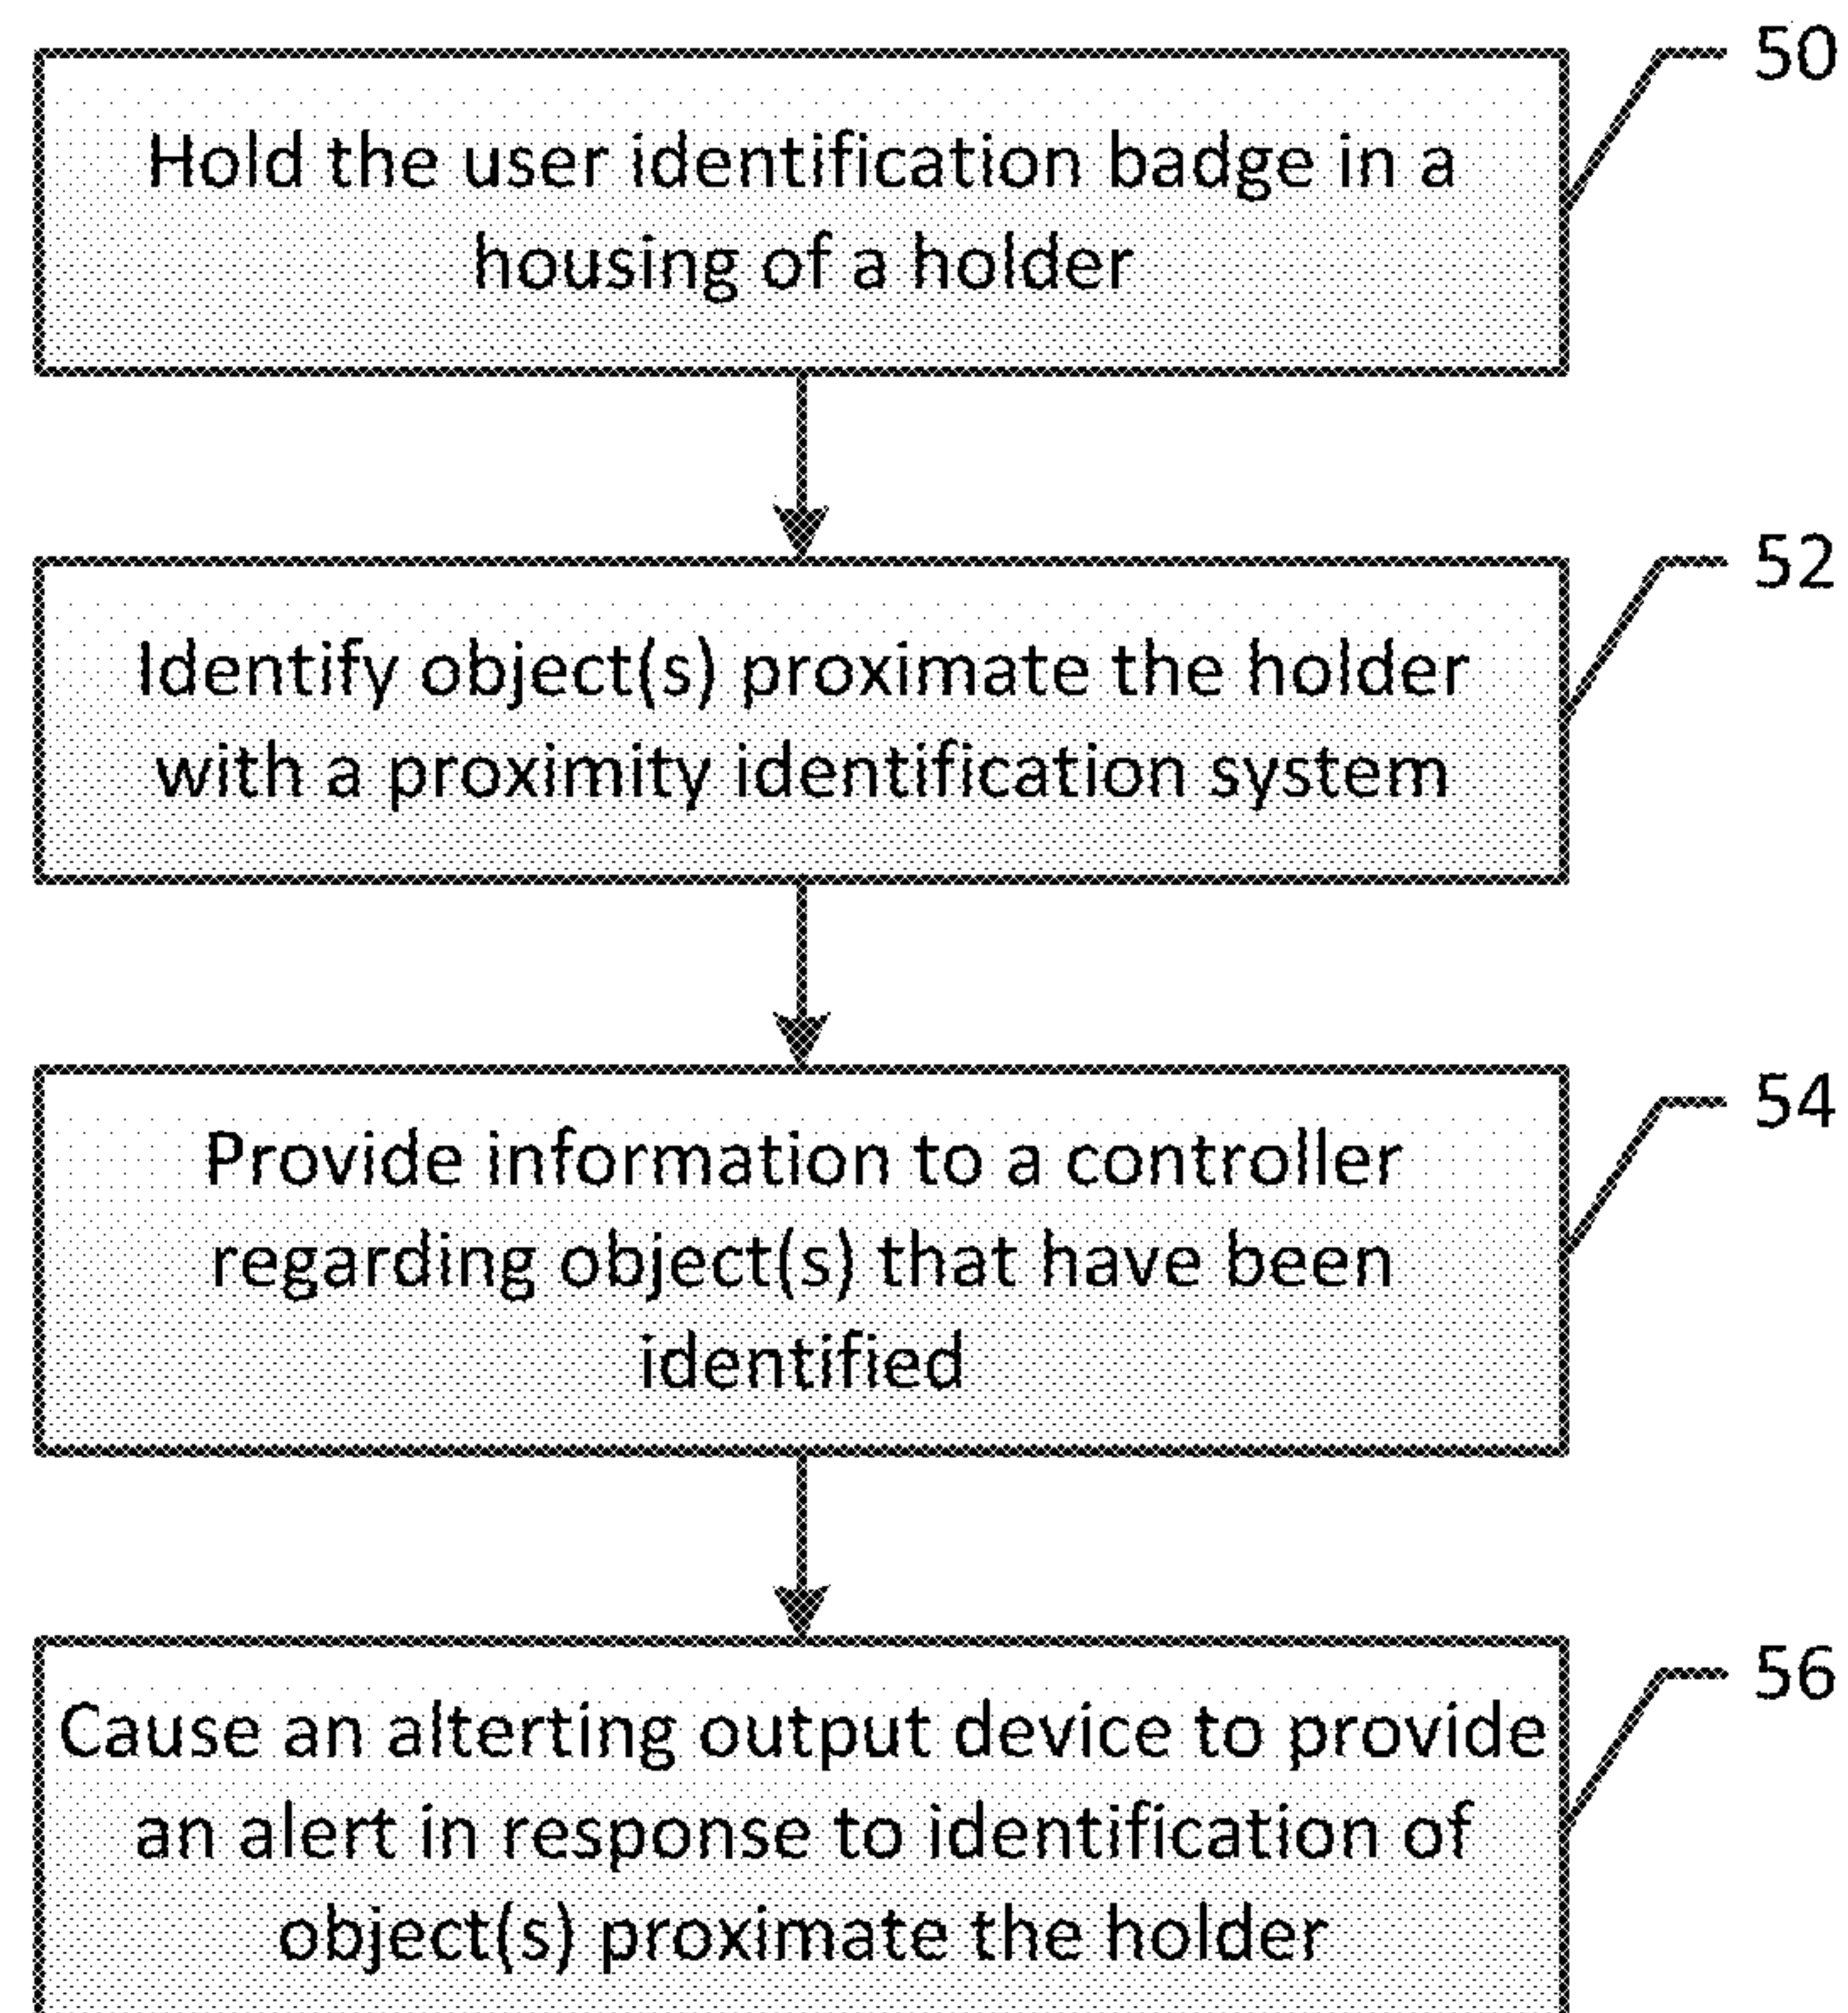 50
Hold the user identification badge in a
housing of a holder
52
Identify object(s) proximate the holder
with a proximity identification system
54
Provide information to a controller
regarding object(s) that have been
identified
56
Cause an alterting output device to provide
an alert in response to identification of
object(s) proximate the holder